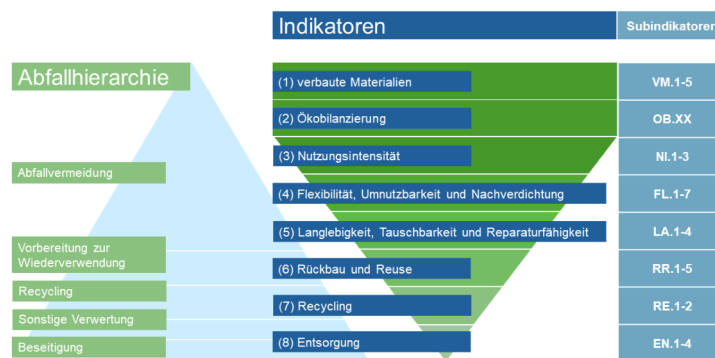 Indikatoren
Subindikatoren
Abfallhierarchie
(1) verbaute Materialien
VM.1-5
(2) Ökobilanzierung
OB.XX
(3) Nutzungsintensität
NI.1-3
Abfallvermeidung
(4) Flexibilität, Umnutzbarkeit und Nachverdichtung
FL.1-7
(5) Langlebigkeit, Tauschbarkeit und Reparaturfähigkeit
LA.1-4
Vorbereitung zur
Wiederverwendung
(6) Rückbau und Reuse
RR.1-5
Recycling
(7) Recycling
RE.1-2
Sonstige Verwertung
Beseitigung
(8) Entsorgung
EN.1-4